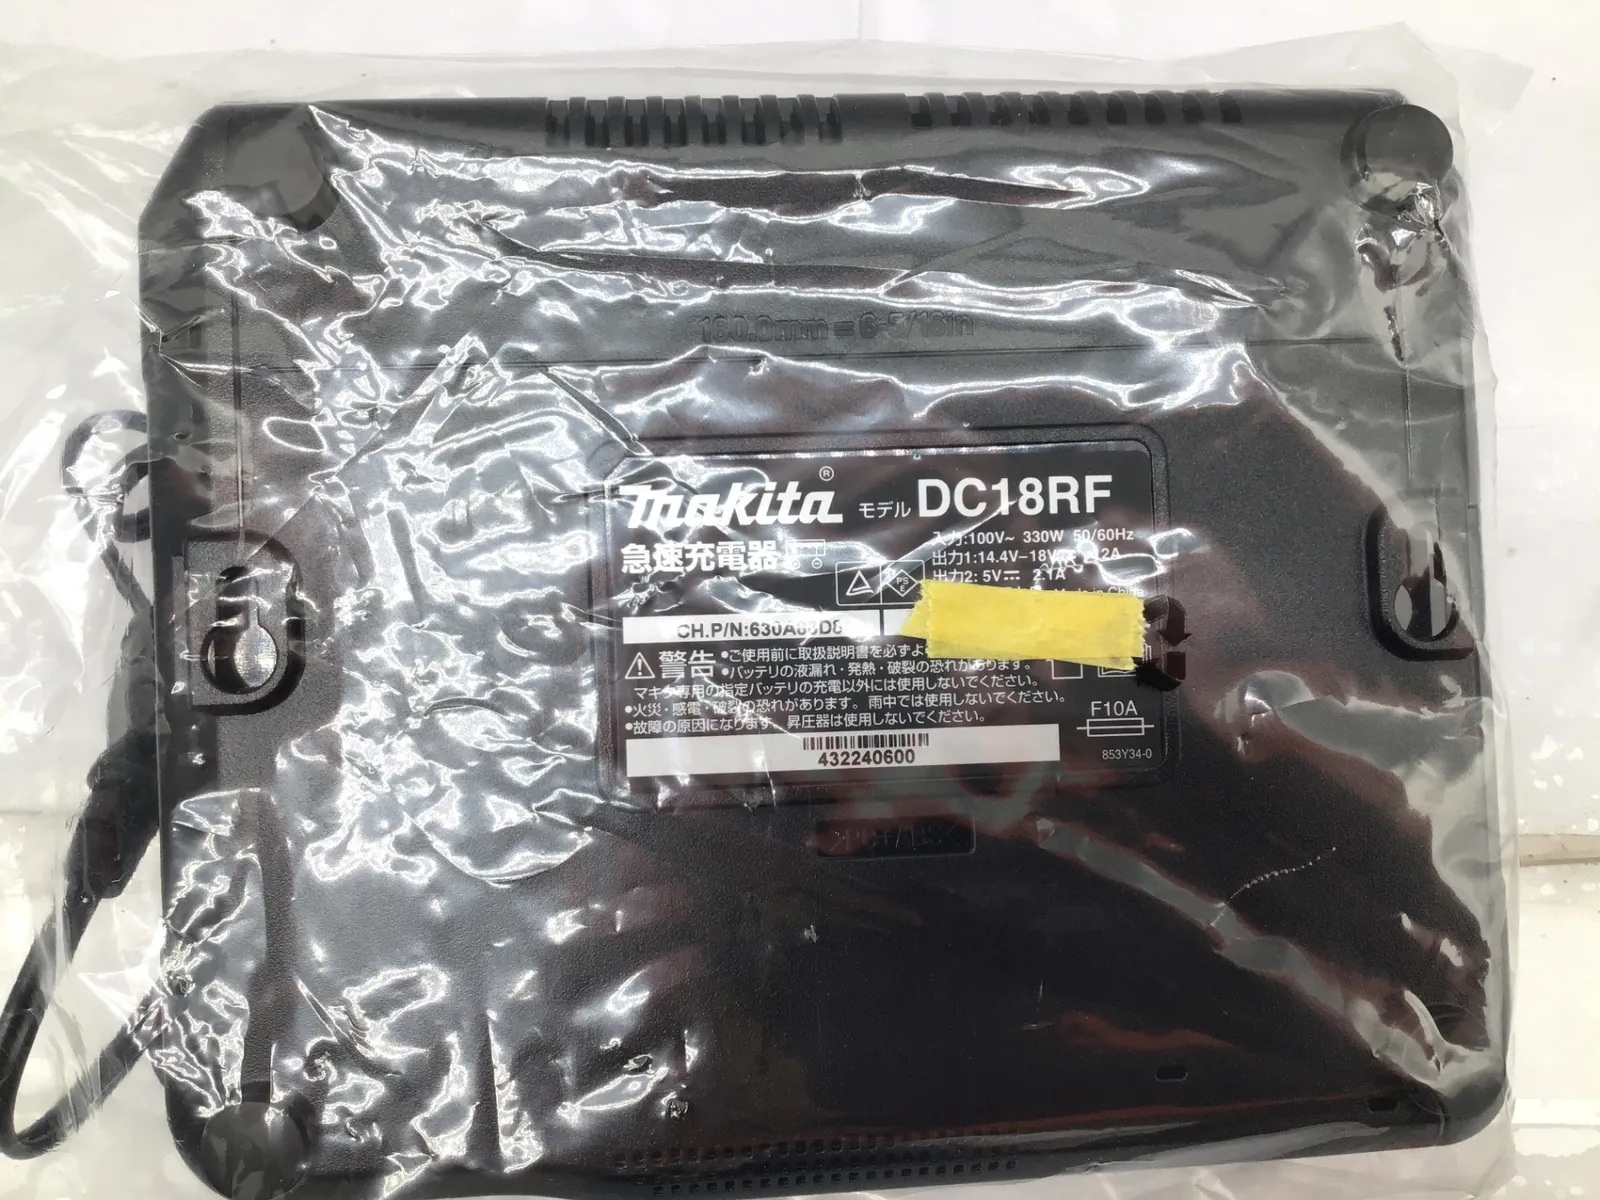 160.0mm = 6-5/16in
makita® モデル DC18RF
急速充電器
入力:100V~ 330W 50/60Hz
出力1:14.4V-18V 12A
出力2: 5V⎓ 2.1A
PS
E
CH.P/N:630A
警告 •ご使用前に取扱説明書を必ず
•バッテリの液漏れ・発熱・破裂の恐れがあります。
マキタ専用の指定バッテリの充電以外には使用しないでください。
•火災・感電・破裂の恐れがあります。雨中では使用しないでください。
•故障の原因になります。昇圧器は使用しないでください。
F10A
853Y34-0
432240600